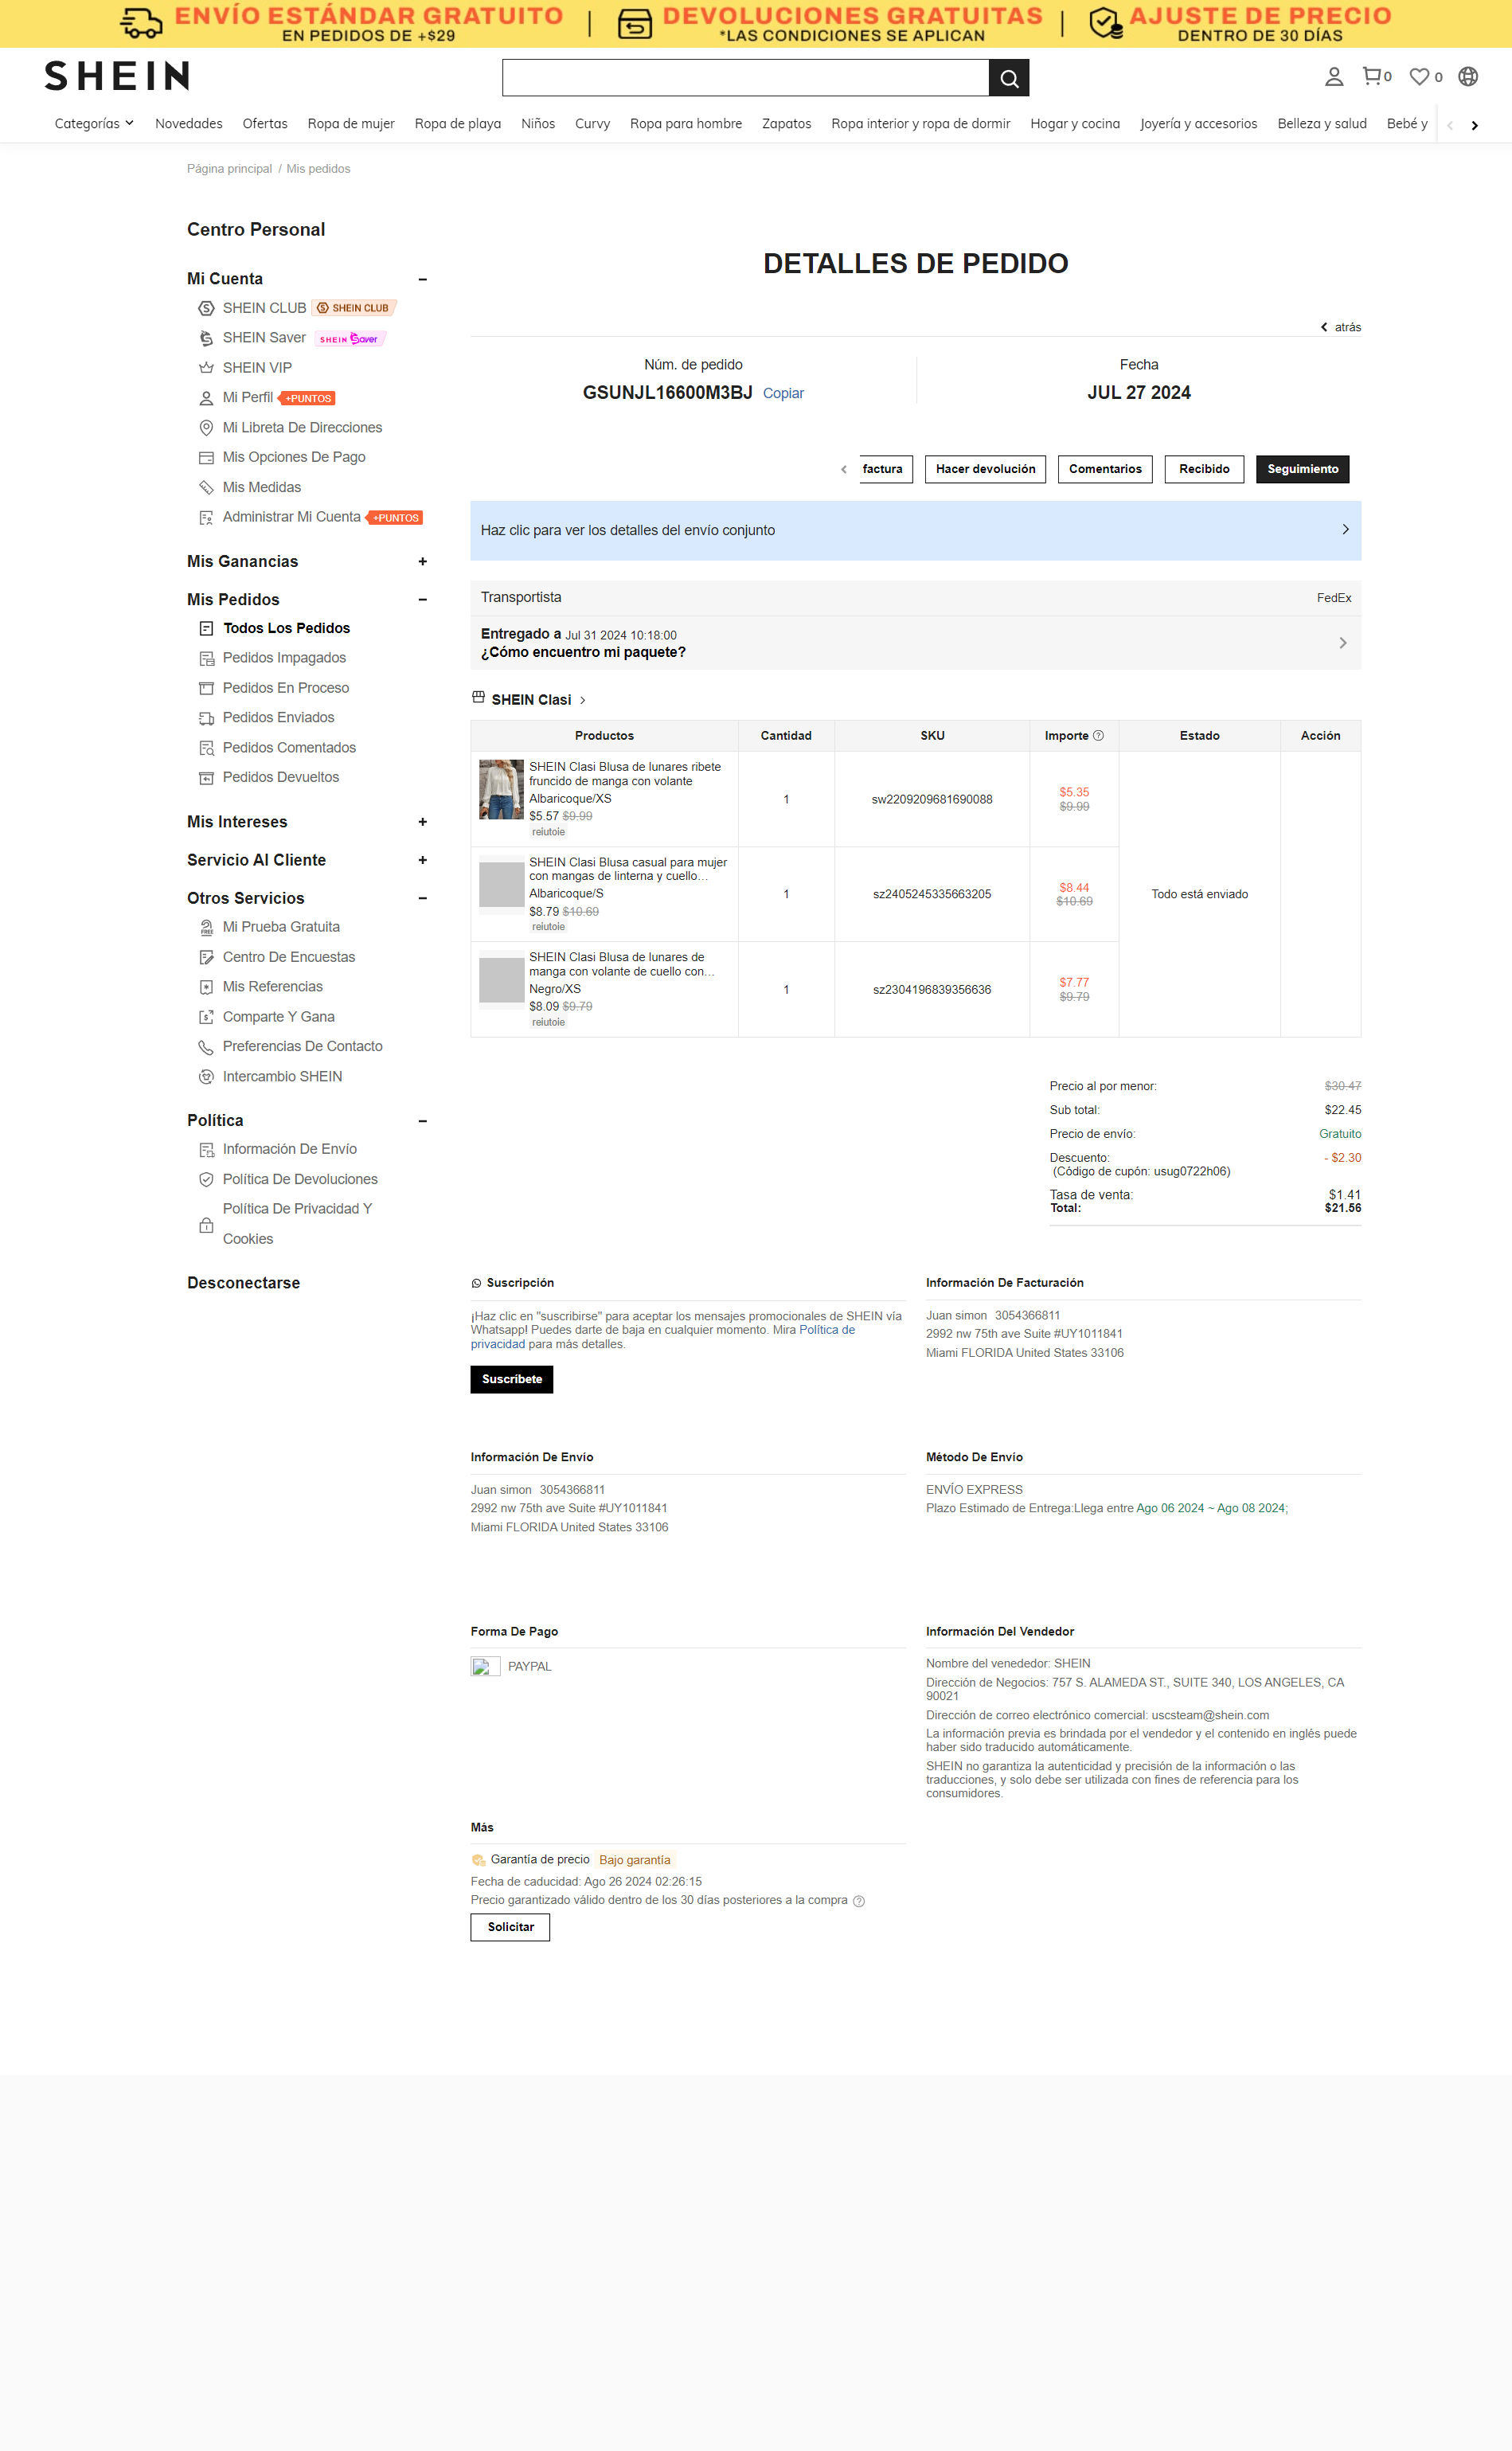 ENVÍO ESTÁNDAR GRATUITO
EN PEDIDOS DE +$29
DEVOLUCIONES GRATUITAS
*LAS CONDICIONES SE APLICAN
AJUSTE DE PRECIO
DENTRO DE 30 DÍAS
SHEIN
0
0
Categorías
Novedades
Ofertas
Ropa de mujer
Ropa de playa
Niños
Curvy
Ropa para hombre
Zapatos
Ropa interior y ropa de dormir
Hogar y cocina
Joyería y accesorios
Belleza y salud
Bebé y
Página principal / Mis pedidos
Centro Personal
Mi Cuenta
SHEIN CLUB SHEIN CLUB
SHEIN Saver SHEIN Saver
SHEIN VIP
Mi Perfil +PUNTOS
Mi Libreta De Direcciones
Mis Opciones De Pago
Mis Medidas
Administrar Mi Cuenta +PUNTOS
Mis Ganancias
Mis Pedidos
Todos Los Pedidos
Pedidos Impagados
Pedidos En Proceso
Pedidos Enviados
Pedidos Comentados
Pedidos Devueltos
Mis Intereses
Servicio Al Cliente
Otros Servicios
Mi Prueba Gratuita
Centro De Encuestas
Mis Referencias
Comparte Y Gana
Preferencias De Contacto
Intercambio SHEIN
Política
Información De Envío
Política De Devoluciones
Política De Privacidad Y
Cookies
Desconectarse
DETALLES DE PEDIDO
atrás
Núm. de pedido
GSUNJL16600M3BJ Copiar
Fecha
JUL 27 2024
factura
Hacer devolución
Comentarios
Recibido
Seguimiento
Haz clic para ver los detalles del envío conjunto
Transportista
FedEx
Entregado a Jul 31 2024 10:18:00
¿Cómo encuentro mi paquete?
SHEIN Clasi
Productos
Cantidad
SKU
Importe
Estado
Acción
SHEIN Clasi Blusa de lunares ribete
fruncido de manga con volante
Albaricoque/XS
$5.57 $9.99
reiutoie
1
sw2209209681690088
$5.35
$9.99
SHEIN Clasi Blusa casual para mujer
con mangas de linterna y cuello...
Albaricoque/S
$8.79 $10.69
reiutoie
1
sz2405245335663205
$8.44
$10.69
Todo está enviado
SHEIN Clasi Blusa de lunares de
manga con volante de cuello con...
Negro/XS
$8.09 $9.79
reiutoie
1
sz2304196839356636
$7.77
$9.79
Precio al por menor: $30.47
Sub total: $22.45
Precio de envío: Gratuito
Descuento: - $2.30
(Código de cupón: usug0722h06)
Tasa de venta: $1.41
Total: $21.56
Suscripción
¡Haz clic en "suscribirse" para aceptar los mensajes promocionales de SHEIN vía
Whatsapp! Puedes darte de baja en cualquier momento. Mira Política de
privacidad para más detalles.
Suscríbete
Información De Facturación
Juan simon 3054366811
2992 nw 75th ave Suite #UY1011841
Miami FLORIDA United States 33106
Información De Envío
Juan simon 3054366811
2992 nw 75th ave Suite #UY1011841
Miami FLORIDA United States 33106
Método De Envío
ENVÍO EXPRESS
Plazo Estimado de Entrega:Llega entre Ago 06 2024 ~ Ago 08 2024;
Forma De Pago
PAYPAL
Información Del Vendedor
Nombre del venededor: SHEIN
Dirección de Negocios: 757 S. ALAMEDA ST., SUITE 340, LOS ANGELES, CA
90021
Dirección de correo electrónico comercial: uscsteam@shein.com
La información previa es brindada por el vendedor y el contenido en inglés puede
haber sido traducido automáticamente.
SHEIN no garantiza la autenticidad y precisión de la información o las
traducciones, y solo debe ser utilizada con fines de referencia para los
consumidores.
Más
Garantía de precio Bajo garantía
Fecha de caducidad: Ago 26 2024 02:26:15
Precio garantizado válido dentro de los 30 días posteriores a la compra
Solicitar